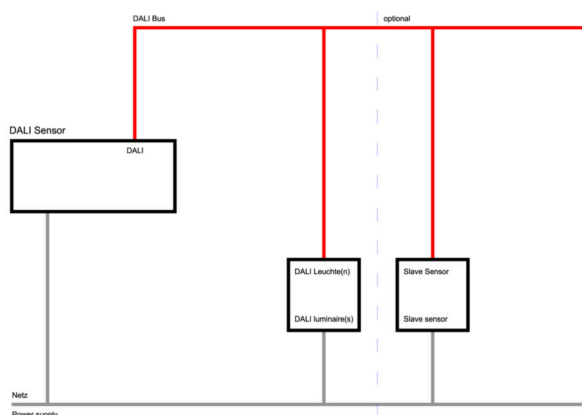 DALI Bus
optional
DALI Sensor
DALI
DALI Leuchte(n)
DALI luminaire(s)
Slave Sensor
Slave sensor
Netz
Power supply